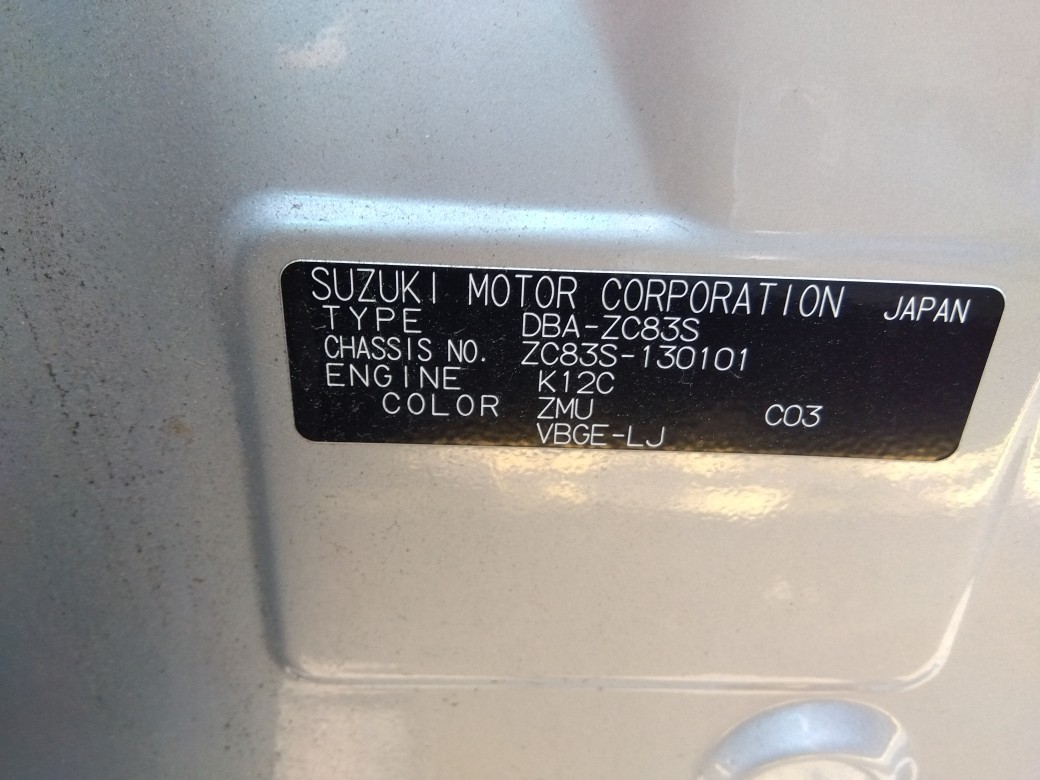 SUZUKI MOTOR CORPORATION JAPAN
TYPE DBA-ZC83S
CHASSIS NO. ZC83S-130101
ENGINE K12C
COLOR ZMU C03
VBGE-LJ